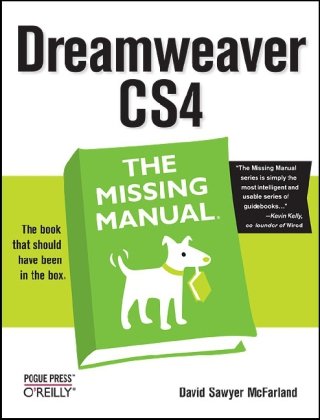 Dreamweaver
CS4
THE
MISSING
MANUAL®
"The Missing Manual
series is simply the
most intelligent and
usable series of
guidebooks..."
—Kevin Kelly,
co-founder of Wired
The book
that should
have been
in the box®
POGUE PRESS™
O'REILLY®
David Sawyer McFarland